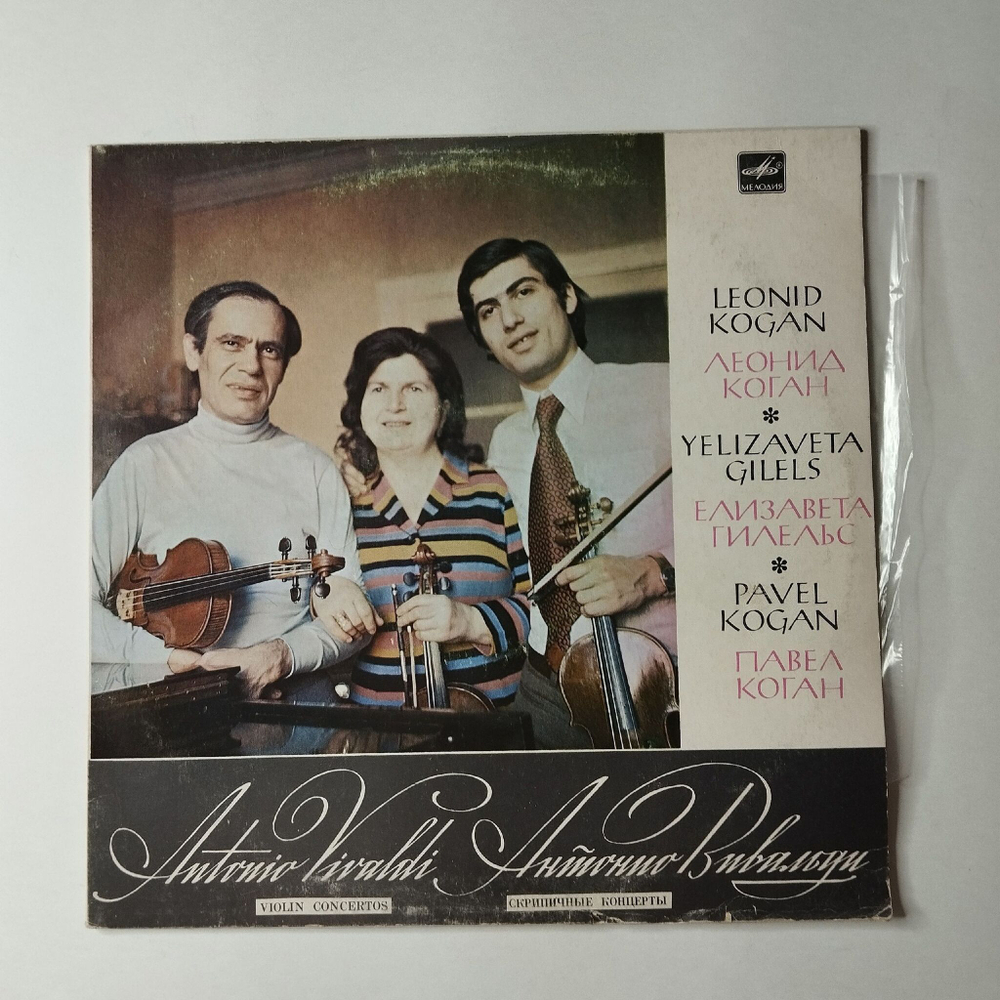 МЕЛОДИЯ
LEONID
KOGAN
ЛЕОНИД
КОГАН
*
YELIZAVETA
GILELS
ЕЛИЗАВЕТА
ГИЛЕЛЬС
*
PAVEL
KOGAN
ПАВЕЛ
КОГАН
Antonio Vivaldi
Антонио Вивальди
VIOLIN CONCERTOS
СКРИПИЧНЫЕ КОНЦЕРТЫ